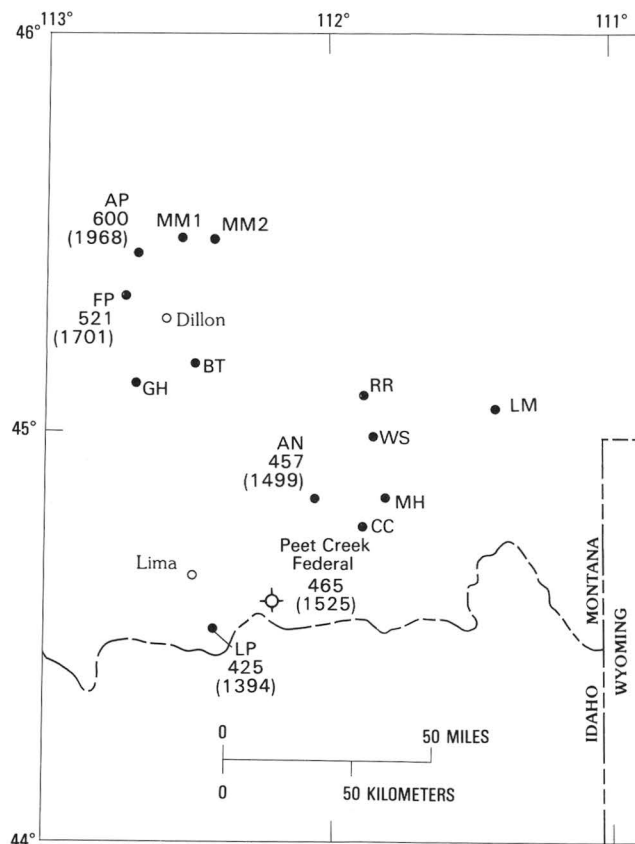 113° 112° 111°
46°
AP
600
(1968)
MM1 MM2
FP
521
(1701)
Dillon
BT
GH
RR
LM
45°
WS
AN
457
(1499)
MH
CC
Peet Creek
Federal
465
(1525)
Lima
LP
425
(1394)
MONTANA
WYOMING
IDAHO
0 50 MILES
0 50 KILOMETERS
44°